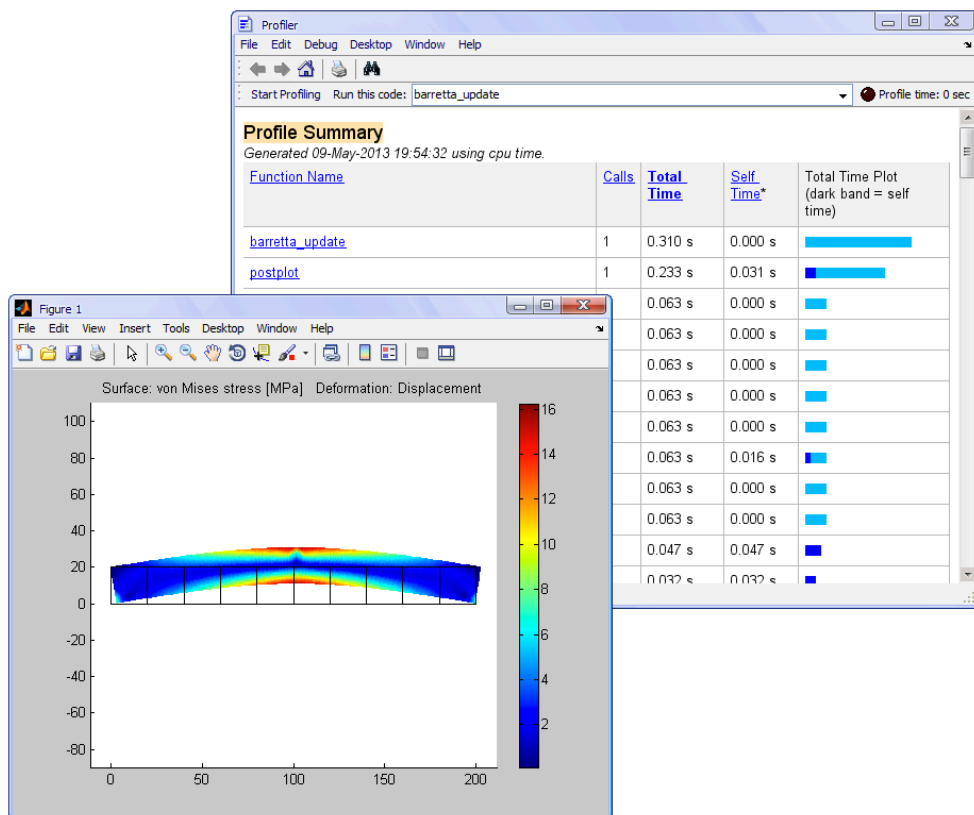 Profiler
File Edit Debug Desktop Window Help
Start Profiling Run this code: barretta_update Profile time: 0 sec
Profile Summary
Generated 09-May-2013 19:54:32 using cpu time.
Function Name Calls Total Time Self Time* Total Time Plot (dark band = self time)
barretta_update 1 0.310 s 0.000 s
postplot 1 0.233 s 0.031 s
0.063 s 0.000 s
0.063 s 0.000 s
0.063 s 0.000 s
0.063 s 0.000 s
0.063 s 0.000 s
0.063 s 0.016 s
0.063 s 0.000 s
0.063 s 0.000 s
0.047 s 0.047 s
0.032 s 0.032 s
Figure 1
File Edit View Insert Tools Desktop Window Help
Surface: von Mises stress [MPa] Deformation: Displacement
100
80
60
40
20
0
-20
-40
-60
-80
0 50 100 150 200
16
14
12
10
8
6
4
2